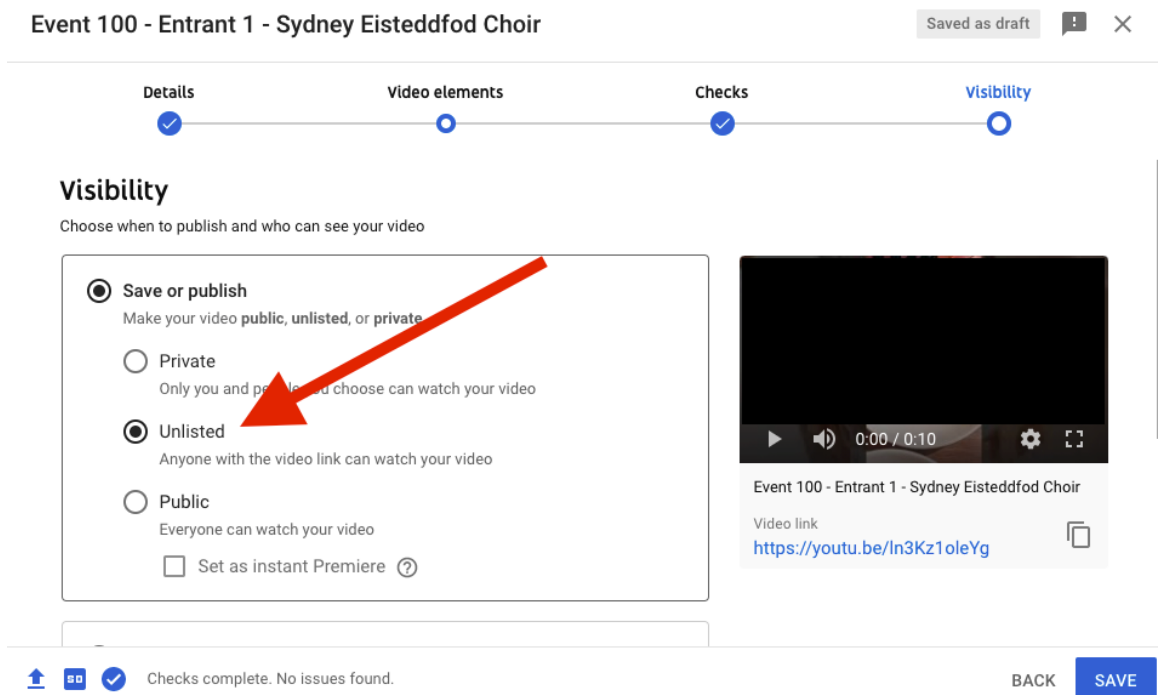 Event 100 - Entrant 1 - Sydney Eisteddfod Choir
Saved as draft
Details
Video elements
Checks
Visibility
Visibility
Choose when to publish and who can see your video
Save or publish
Make your video public, unlisted, or private
Private
Only you and people you choose can watch your video
Unlisted
Anyone with the video link can watch your video
Public
Everyone can watch your video
Set as instant Premiere
0:00 / 0:10
Event 100 - Entrant 1 - Sydney Eisteddfod Choir
Video link
https://youtu.be/ln3Kz1oleYg
SD
Checks complete. No issues found.
BACK
SAVE